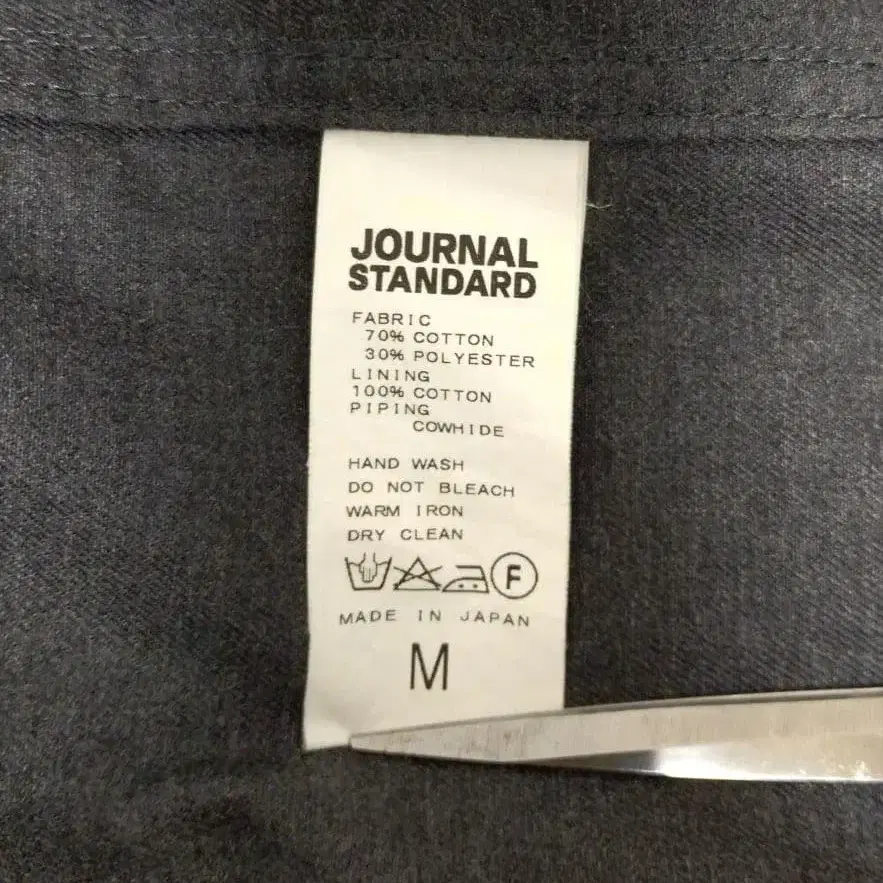 JOURNAL
STANDARD
FABRIC
70% COTTON
30% POLYESTER
LINING
100% COTTON
PIPING
COWHIDE
HAND WASH
DO NOT BLEACH
WARM IRON
DRY CLEAN
F
MADE IN JAPAN
M